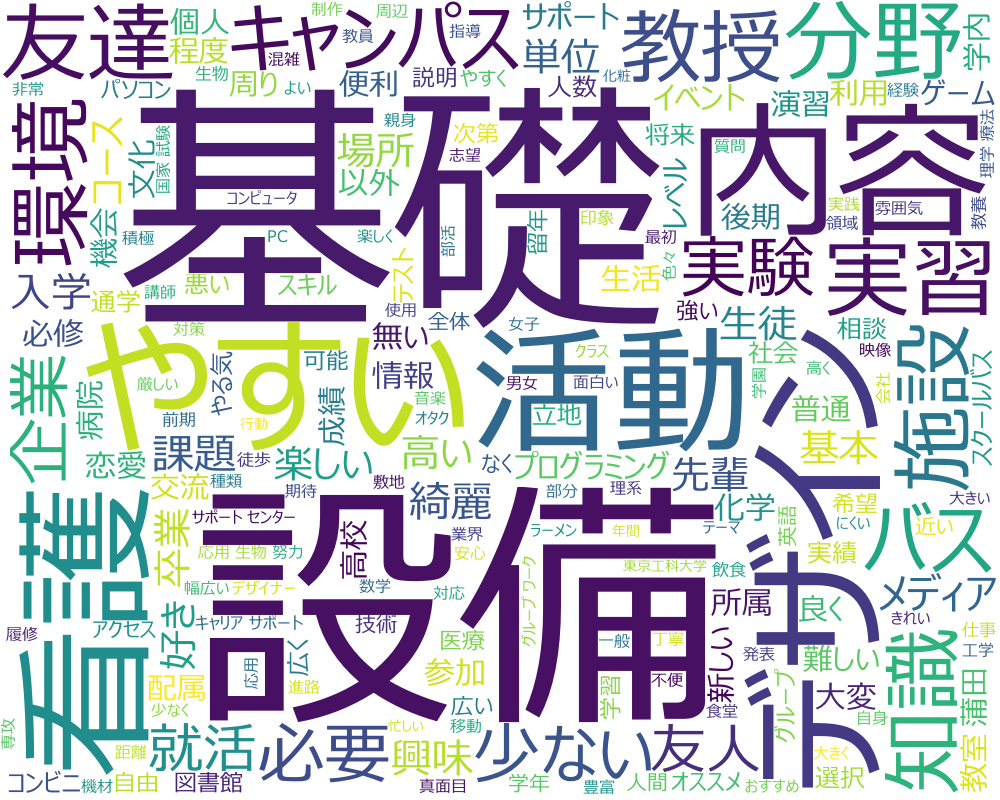 友達
個人
制作
周辺
サポート
程度
混雑
教員
指導
キャンパス
単位
教授
分野
学内
非常
パソコン
生物
周り
よい
便利
説明
やすく
人数
化粧
イベント
演習
利用
経験
ゲーム
環境
コース
文化
国家 試験
基礎
親身
場所
以外
次第
志望
将来
レベル
質問
内容
後期
実践
領域
雰囲気
教養
理学 療法
機会
積極
コンピュータ
PC
楽しく
部活
留年
印象
色々
最初
実験
実習
入学
通学
講師
悪い
スキル
テスト
使用
全体
女子
生活
強い
必修
対策
無い
生徒
相談
映像
企業
病院
厳しい
やる気
やすい
可能
情報
活動
クラス
面白い
男女
社会
学園
高く
会社
施設
スクールバス
前期
成績
音楽
オタク
立地
普通
恋愛
課題
行動
徒歩
楽しい
高い
なく
プログラミング
先輩
基本
デザイン
看護
交流
種類
期待
敷地
綺麗
部分
理系
化学
希望
大きい
にくい
卒業
サポート センター
設備
高校
業界
安心
ラーメン
年間
テーマ
英語
実績
近い
バス
応用 生物
努力
幅広い
デザイナー
数学
対応
グループ ワーク
東京工科大学
飲食
メディア
履修
アクセス
好き
キャリア サポート
技術
医療
一般
丁寧
所属
良く
きれい
仕事
配属
少なく
応用
進路
広く
参加
広い
学習
不便
新しい
発表
難しい
工学
知識
専攻
距離
就活
必要
忙しい
移動
興味
少ない
友人
食堂
グループ
大変
自身
大きく
教室
蒲田
コンビニ
機材
自由
図書館
真面目
学年
豊富
人間
オススメ
おすすめ
選択